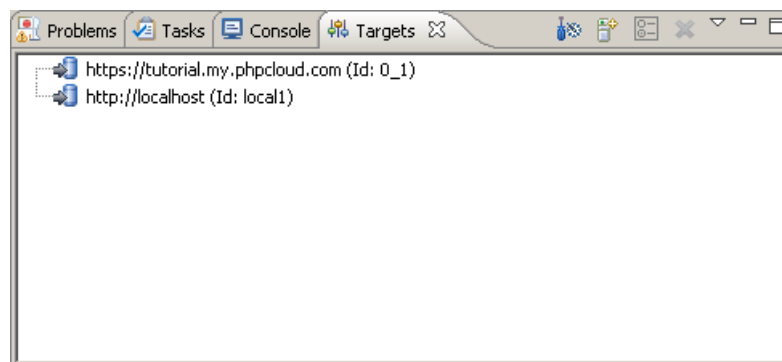 Problems Tasks Console Targets
https://tutorial.my.phpcloud.com (Id: 0_1)
http://localhost (Id: local1)